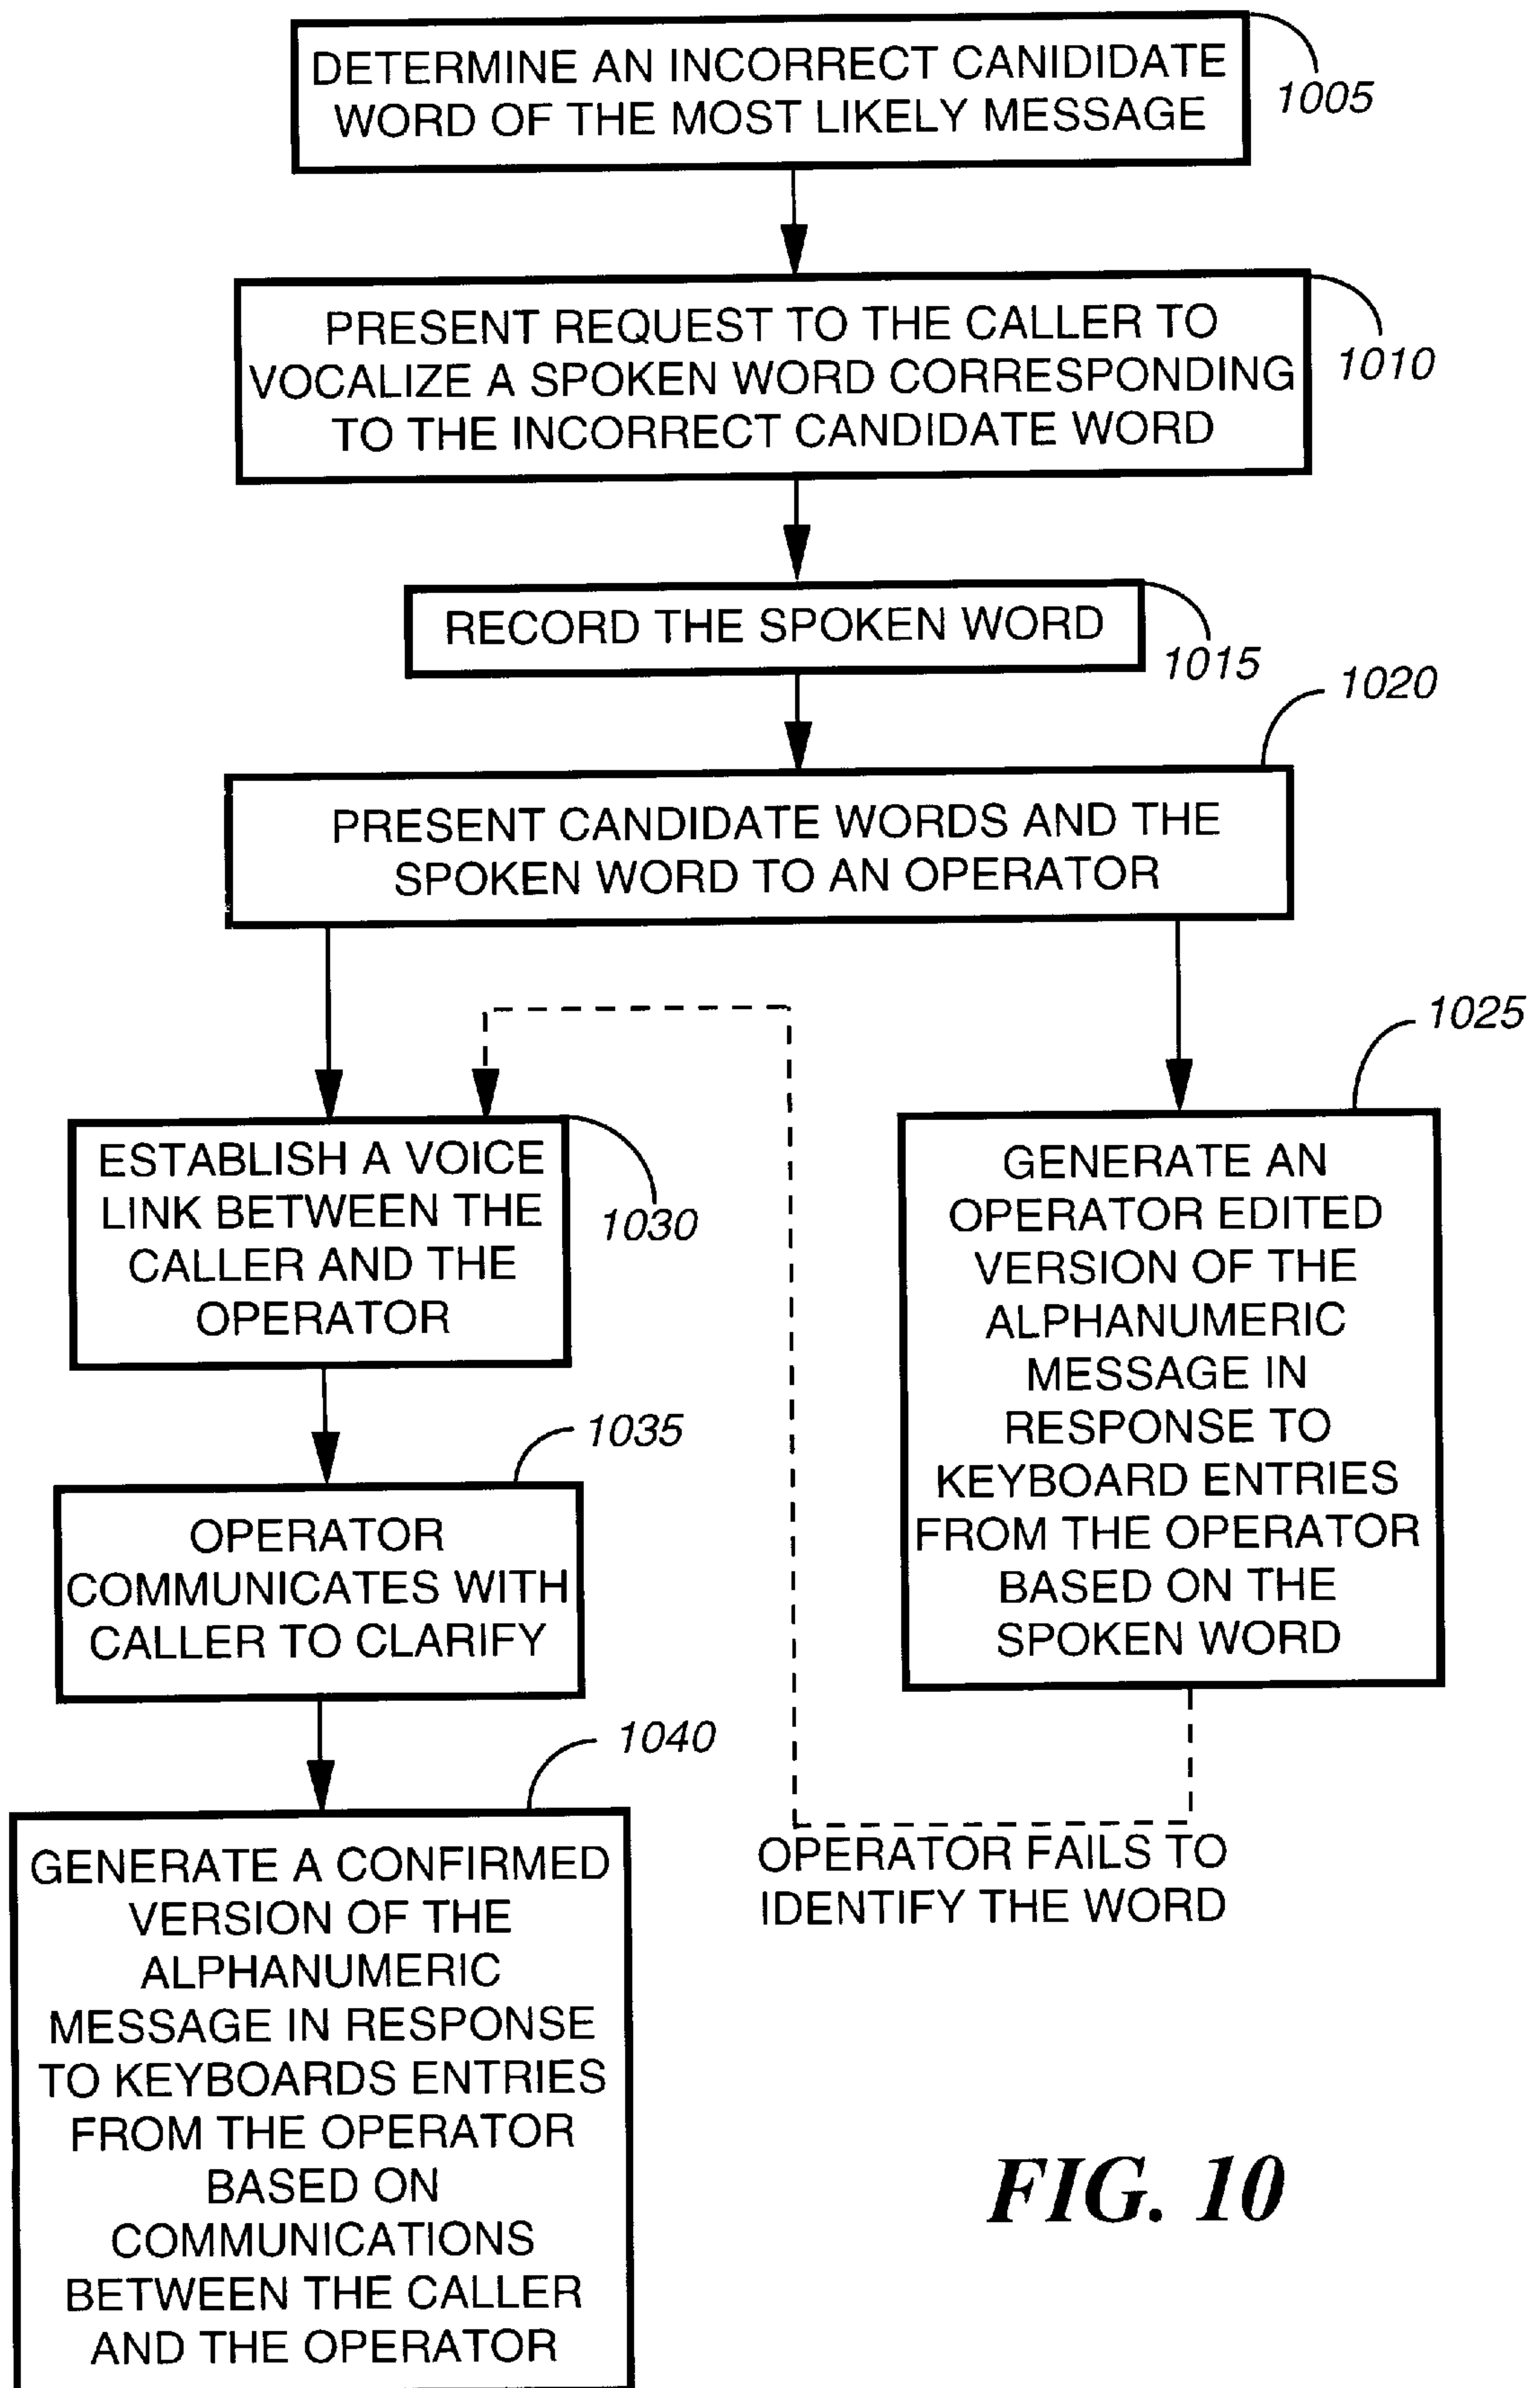 DETERMINE AN INCORRECT CANIDIDATE
WORD OF THE MOST LIKELY MESSAGE
1005
PRESENT REQUEST TO THE CALLER TO
VOCALIZE A SPOKEN WORD CORRESPONDING
TO THE INCORRECT CANDIDATE WORD
1010
RECORD THE SPOKEN WORD
1015
1020
PRESENT CANDIDATE WORDS AND THE
SPOKEN WORD TO AN OPERATOR
1025
ESTABLISH A VOICE
LINK BETWEEN THE
CALLER AND THE
OPERATOR
1030
GENERATE AN
OPERATOR EDITED
VERSION OF THE
ALPHANUMERIC
MESSAGE IN
RESPONSE TO
KEYBOARD ENTRIES
FROM THE OPERATOR
BASED ON THE
SPOKEN WORD
1035
OPERATOR
COMMUNICATES WITH
CALLER TO CLARIFY
1040
OPERATOR FAILS TO
IDENTIFY THE WORD
GENERATE A CONFIRMED
VERSION OF THE
ALPHANUMERIC
MESSAGE IN RESPONSE
TO KEYBOARDS ENTRIES
FROM THE OPERATOR
BASED ON
COMMUNICATIONS
BETWEEN THE CALLER
AND THE OPERATOR
FIG. 10